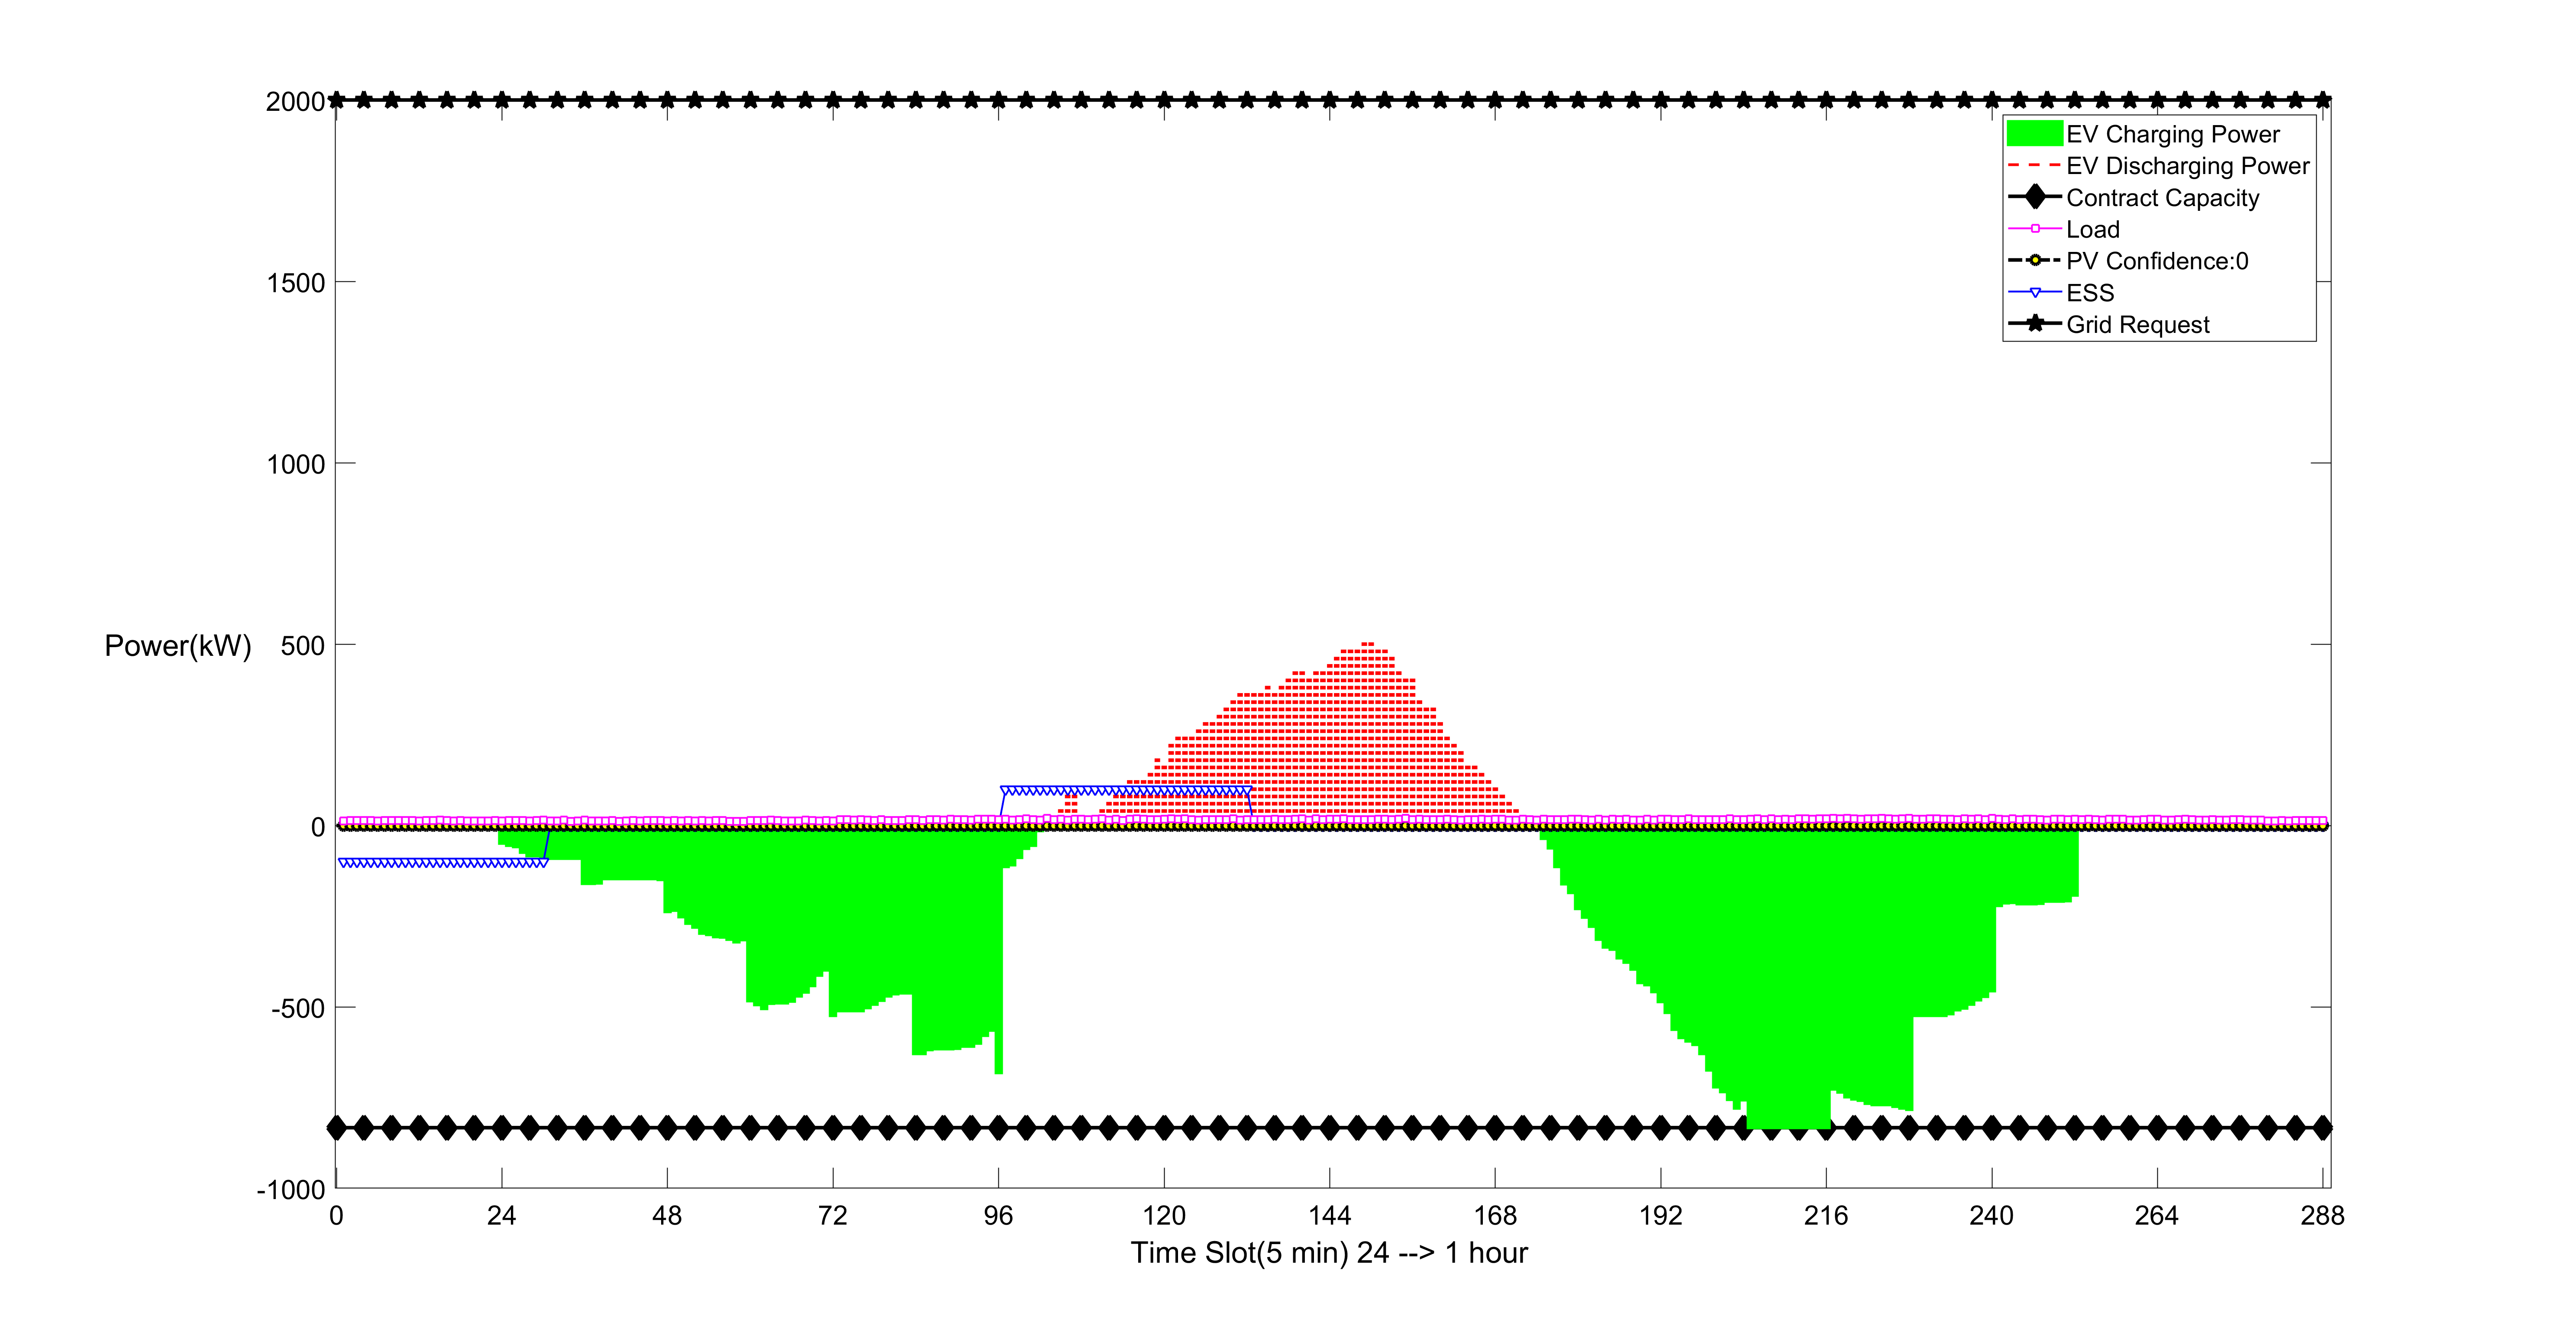 2000
1500
1000
500
0
-500
-1000
Power(kW)
EV Charging Power
EV Discharging Power
Contract Capacity
Load
PV Confidence:0
ESS
Grid Request
0 24 48 72 96 120 144 168 192 216 240 264 288
Time Slot(5 min) 24 --> 1 hour